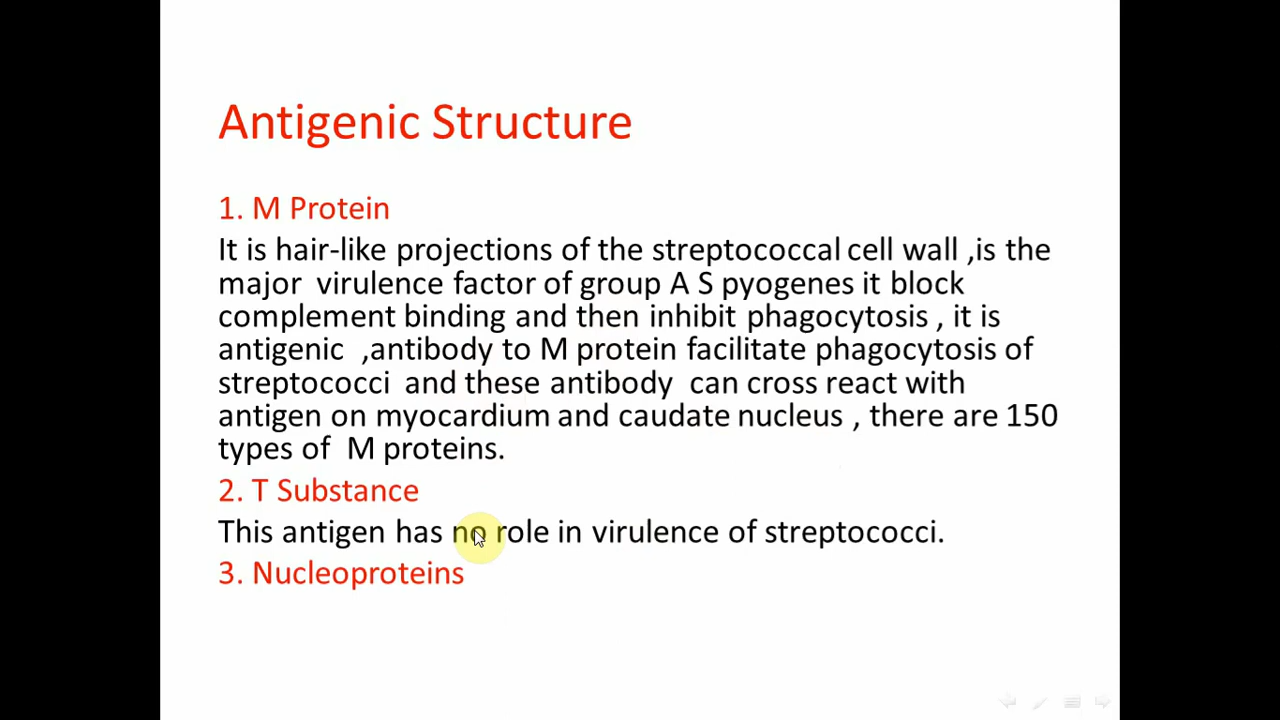 Antigenic Structure
1. M Protein
It is hair-like projections of the streptococcal cell wall ,is the
major virulence factor of group A S pyogenes it block
complement binding and then inhibit phagocytosis , it is
antigenic ,antibody to M protein facilitate phagocytosis of
streptococci and these antibody can cross react with
antigen on myocardium and caudate nucleus , there are 150
types of M proteins.
2. T Substance
This antigen has no role in virulence of streptococci.
3. Nucleoproteins